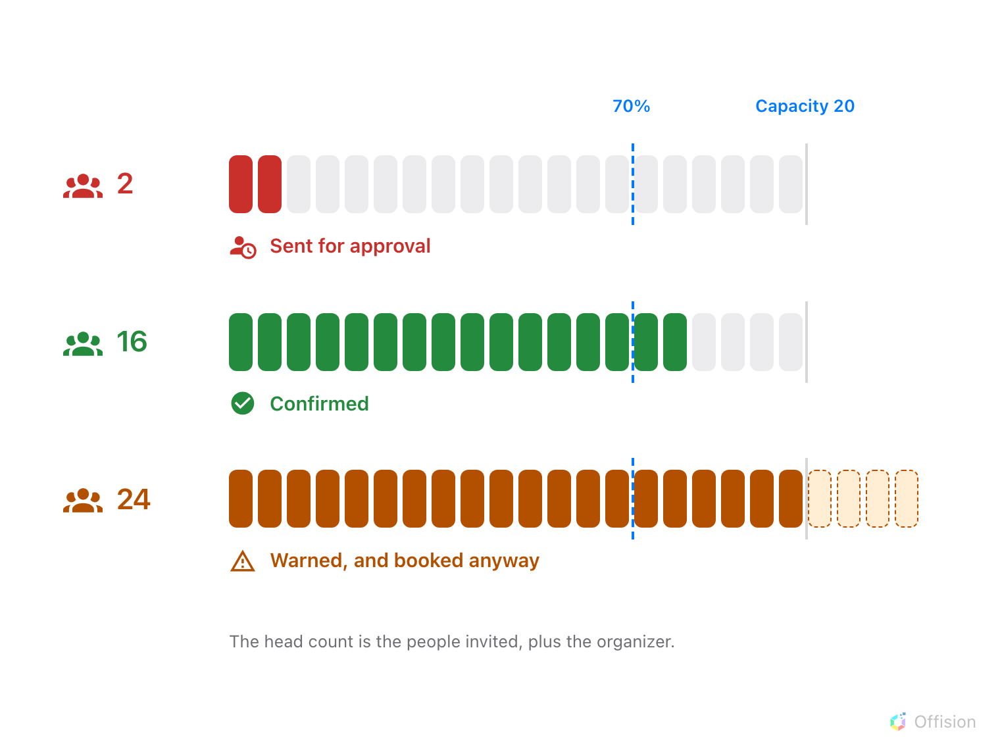 70% Capacity 20
2
Sent for approval
16
Confirmed
24
Warned, and booked anyway
The head count is the people invited, plus the organizer.
Offision